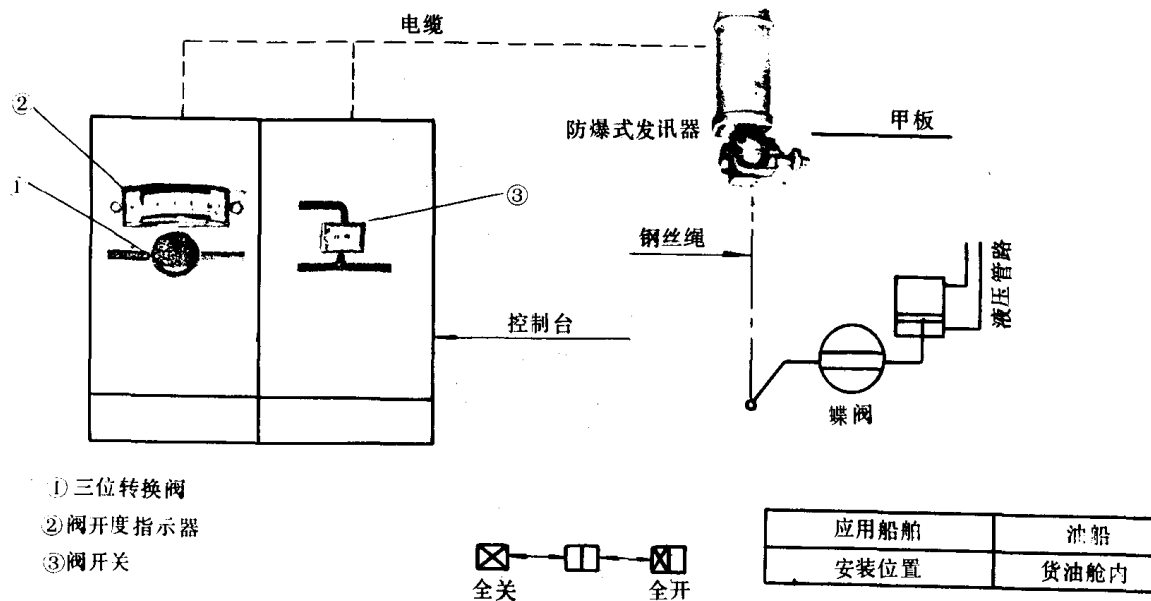 电缆
②
防爆式发讯器
甲板
①
③
钢丝绳
液压管路
控制台
蝶阀
①三位转换阀
②阀开度指示器
③阀开关
应用船舶 油船
安装位置 货油舱内
全关 全开